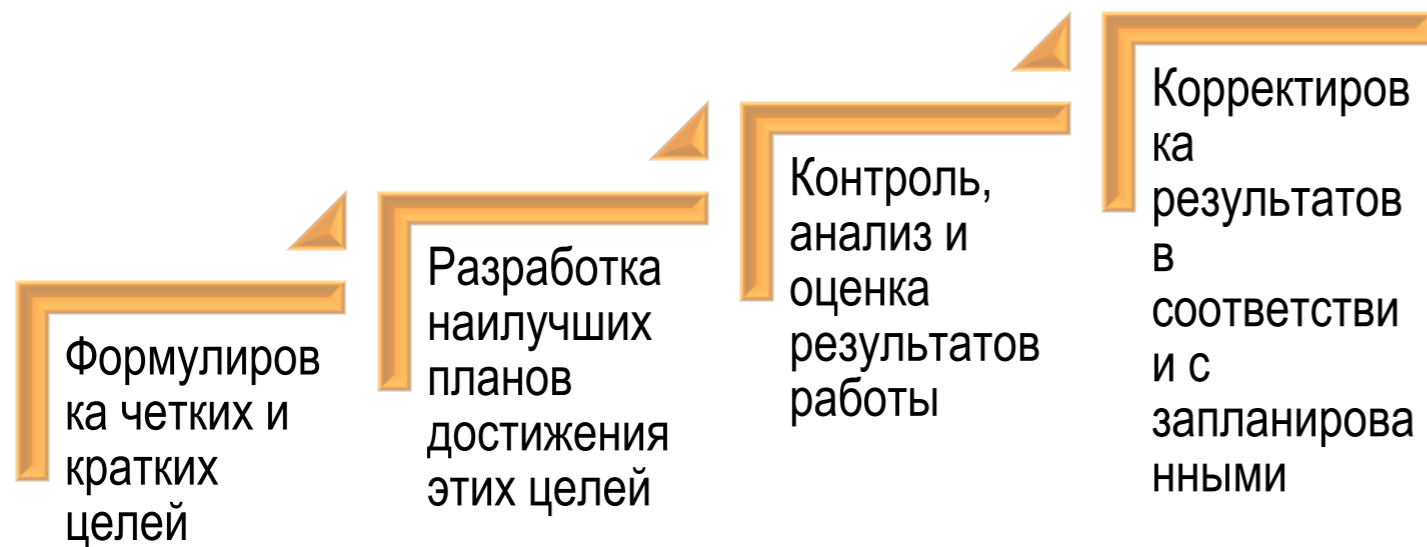 Формулиров
ка четких и
кратких
целей
Разработка
наилучших
планов
достижения
этих целей
Контроль,
анализ и
оценка
результатов
работы
Корректиров
ка
результатов
в
соответстви
и с
запланирова
нными